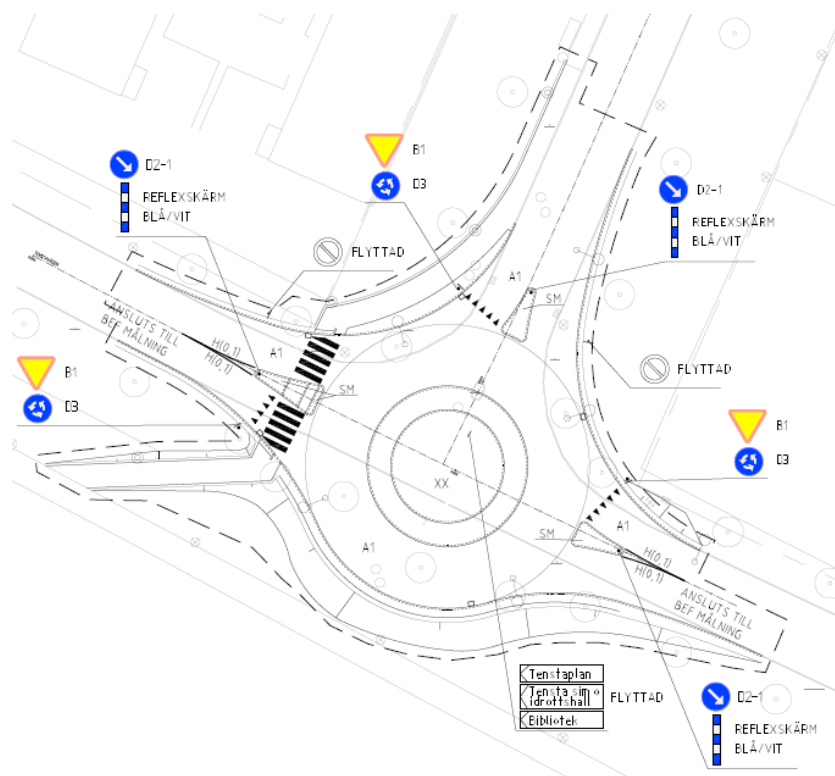 B1
D3
D2-1
REFLEXSKÄRM
BLÅ/VIT
D2-1
REFLEXSKÄRM
BLÅ/VIT
FLYTTAD
A1
SM
ANSLUTS TILL
BEF MÅLNING
H(0,1)
H(0,1)
A1
SM
FLYTTAD
B1
D3
B1
D3
XX
A1
SM
A1
H(0,1)
H(0,1)
ANSLUTS TILL
BEF MÅLNING
Tenstaplan
Tensta sim o
idrottshall
Bibliotek
FLYTTAD
D2-1
REFLEXSKÄRM
BLÅ/VIT